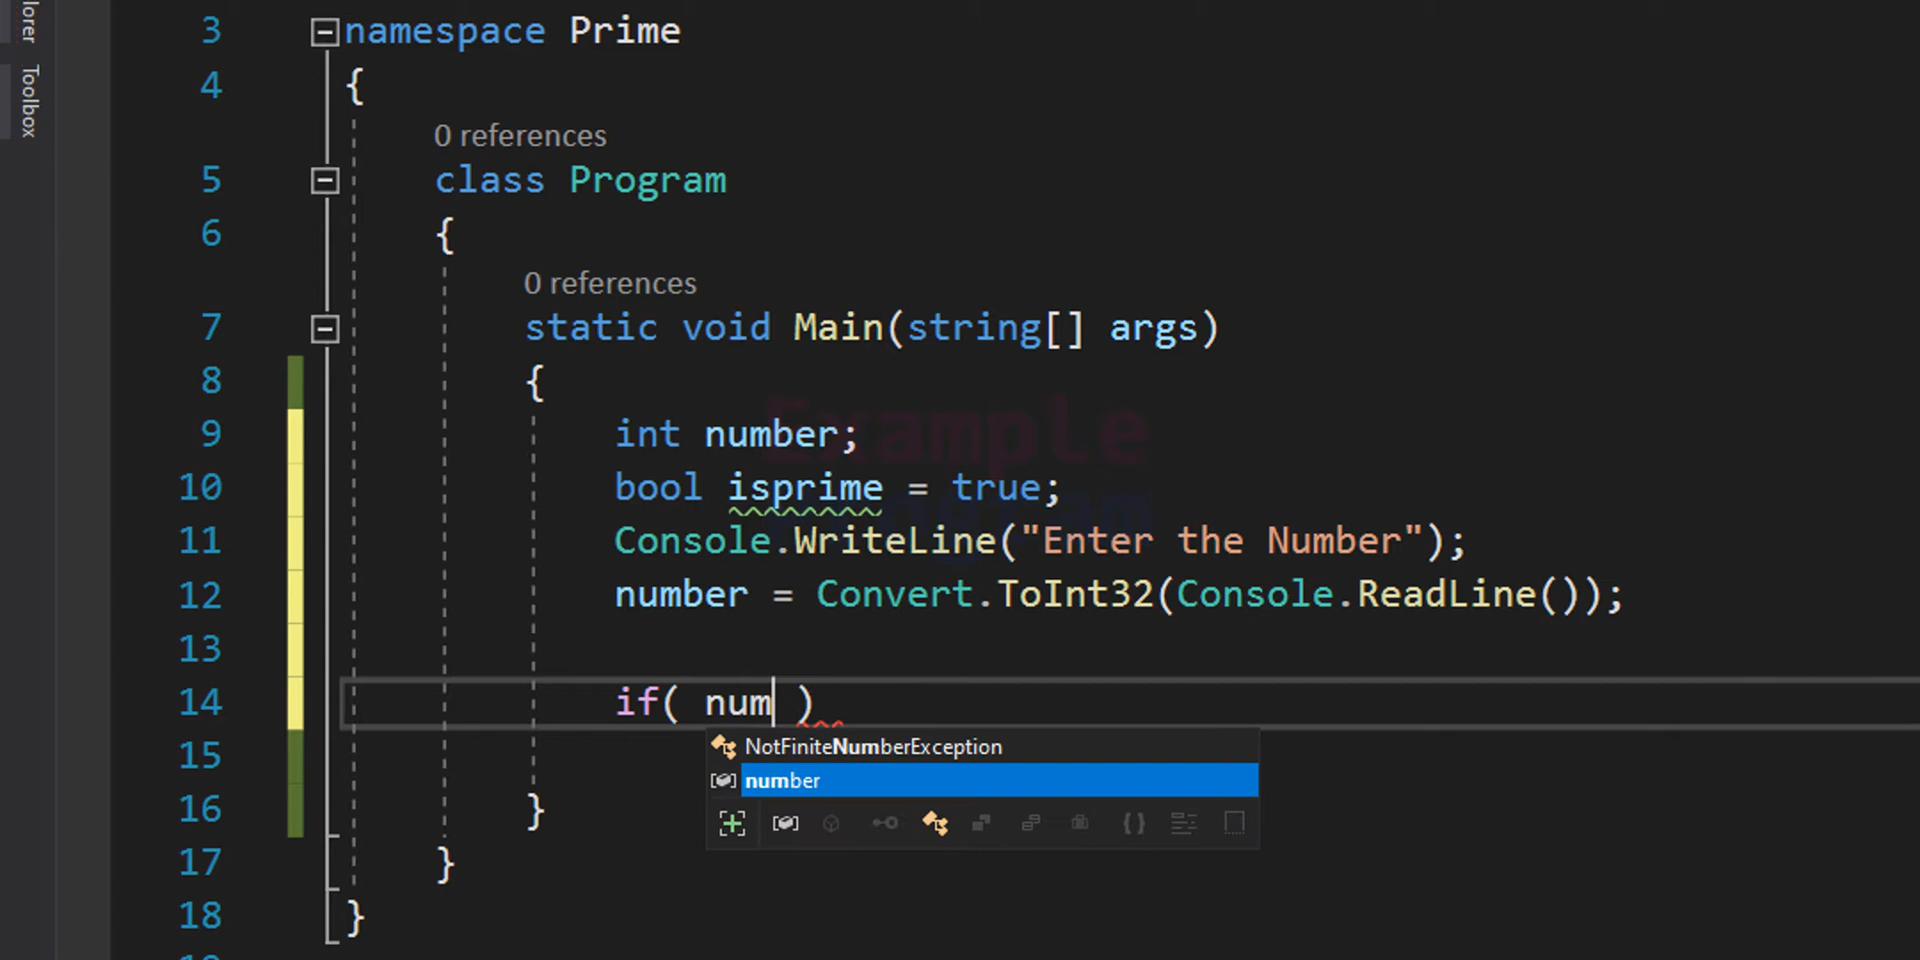 lorer
Toolbox
3 namespace Prime
4 {
0 references
5 class Program
6 {
0 references
7 static void Main(string[] args)
8 {
9 int number;
10 bool isprime = true;
11 Console.WriteLine("Enter the Number");
12 number = Convert.ToInt32(Console.ReadLine());
13
14 if( num )
NotFiniteNumberException
15
number
16 }
17 }
18 }
Example
Program